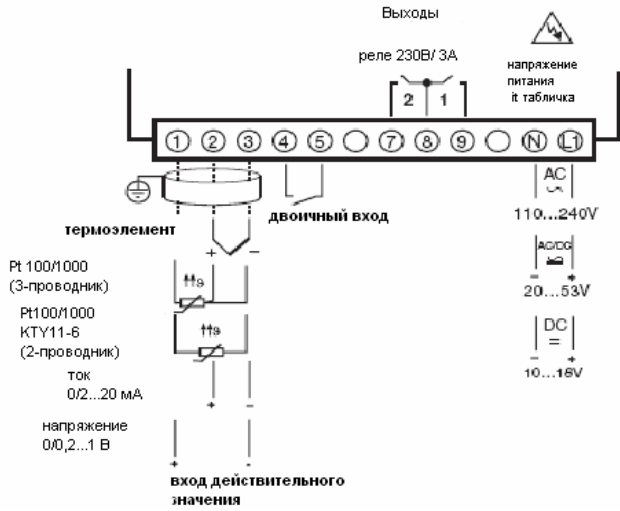 Выходы
реле 230В/ 3А
напряжение
питания
it табличка
2 1
1 2 3 4 5 7 8 9 N L1
AC
110...240V
двоичный вход
термоэлемент
+ -
AC/DC
- +
20...53V
Pt 100/1000
(3-проводник)
Pt100/1000
KTY11-6
(2-проводник)
DC
=
- +
10...18V
ток
0/2...20 мА
+ -
напряжение
0/0,2...1 В
+ -
вход действительного
значения